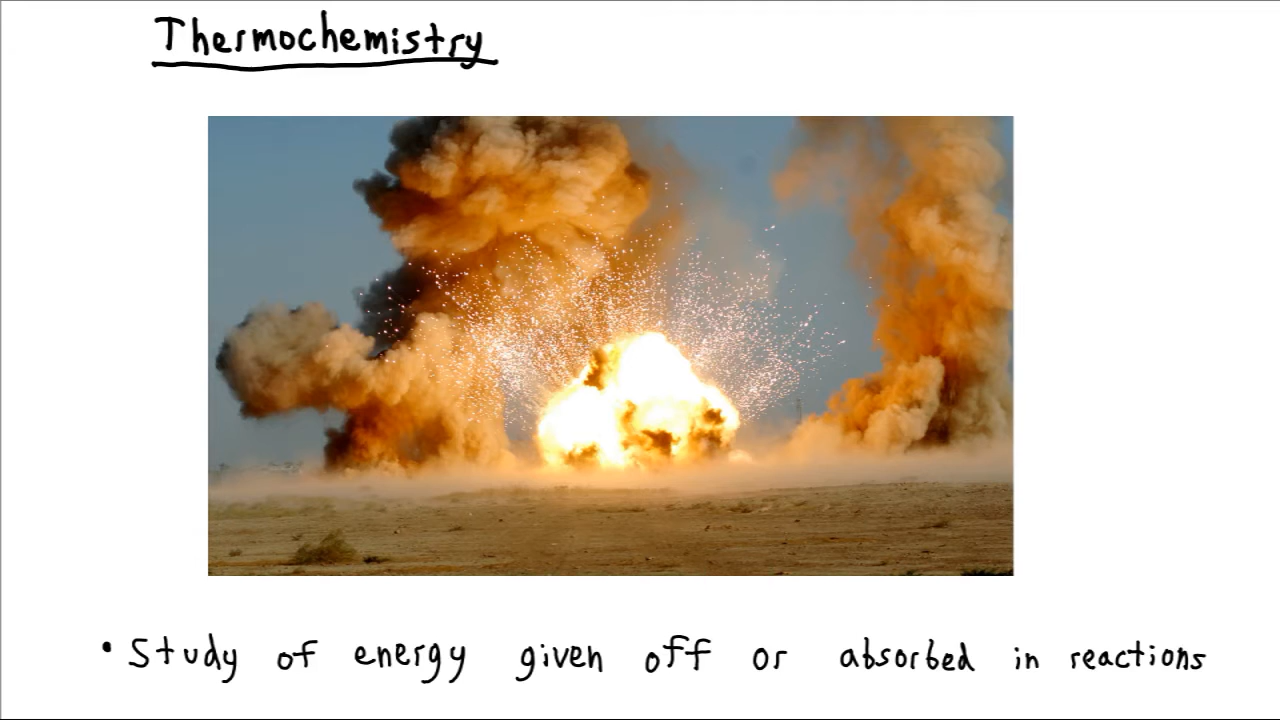 Thermochemistry
• Study of energy given off or absorbed in reactions